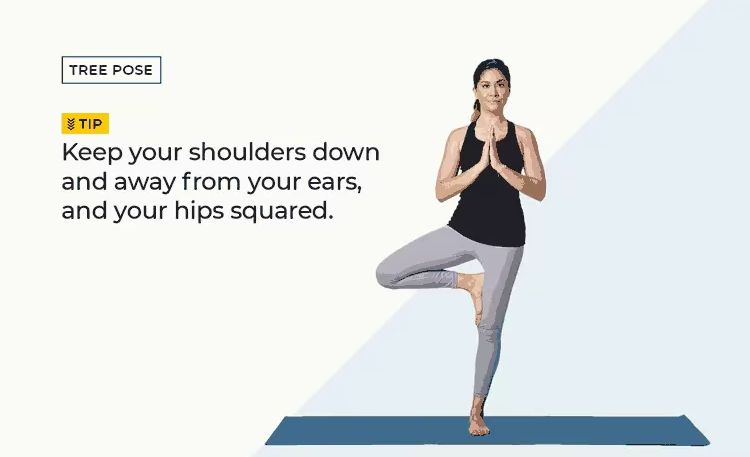 TREE POSE
TIP
Keep your shoulders down
and away from your ears,
and your hips squared.